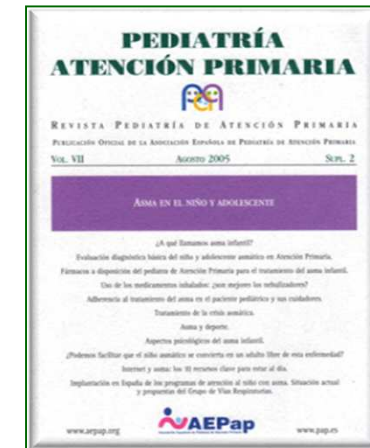 PEDIATRÍA
ATENCIÓN PRIMARIA
REVISTA PEDIATRÍA DE ATENCIÓN PRIMARIA
PUBLICACIÓN OFICIAL DE LA ASOCIACIÓN ESPAÑOLA DE PEDIATRÍA DE ATENCIÓN PRIMARIA
VOL. VII AGOSTO 2005 SUPL. 2
ASMA EN EL NIÑO Y ADOLESCENTE
¿A qué llamamos asma infantil?
Evaluación diagnóstica básica del niño y adolescente asmático en Atención Primaria.
Fármacos a disposición del pediatra de Atención Primaria para el tratamiento del asma infantil.
Uso de los medicamentos inhalados: ¿son mejores los nebulizadores?
Adherencia al tratamiento del asma en el paciente pediátrico y sus cuidadores.
Tratamiento de la crisis asmática.
Asma y deporte.
Aspectos psicológicos del asma infantil.
¿Podemos facilitar que el niño asmático se convierta en un adulto libre de esta enfermedad?
Internet y asma: los 10 recursos clave para estar al día.
Implantación en España de los programas de atención al niño con asma. Situación actual
y propuestas del Grupo de Vías Respiratorias.
www.aepap.org AEPap www.pap.es